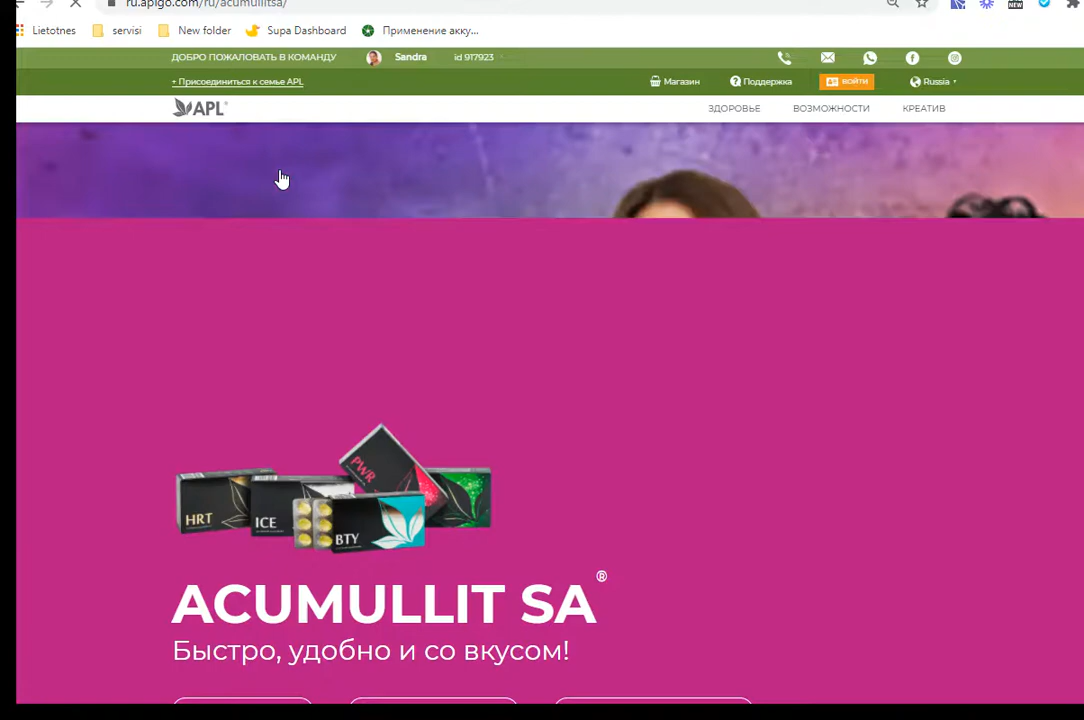 ru.aplgo.com/ru/acumullitsa/
Lietotnes servisi New folder Supa Dashboard Применение акку...
ДОБРО ПОЖАЛОВАТЬ В КОМАНДУ Sandra id 917923
+ Присоединиться к семье APL Магазин Поддержка ВОЙТИ Russia
APL®
ЗДОРОВЬЕ ВОЗМОЖНОСТИ КРЕАТИВ
PWR
HRT
ICE
BTY
ACUMULLIT SA®
Быстро, удобно и со вкусом!